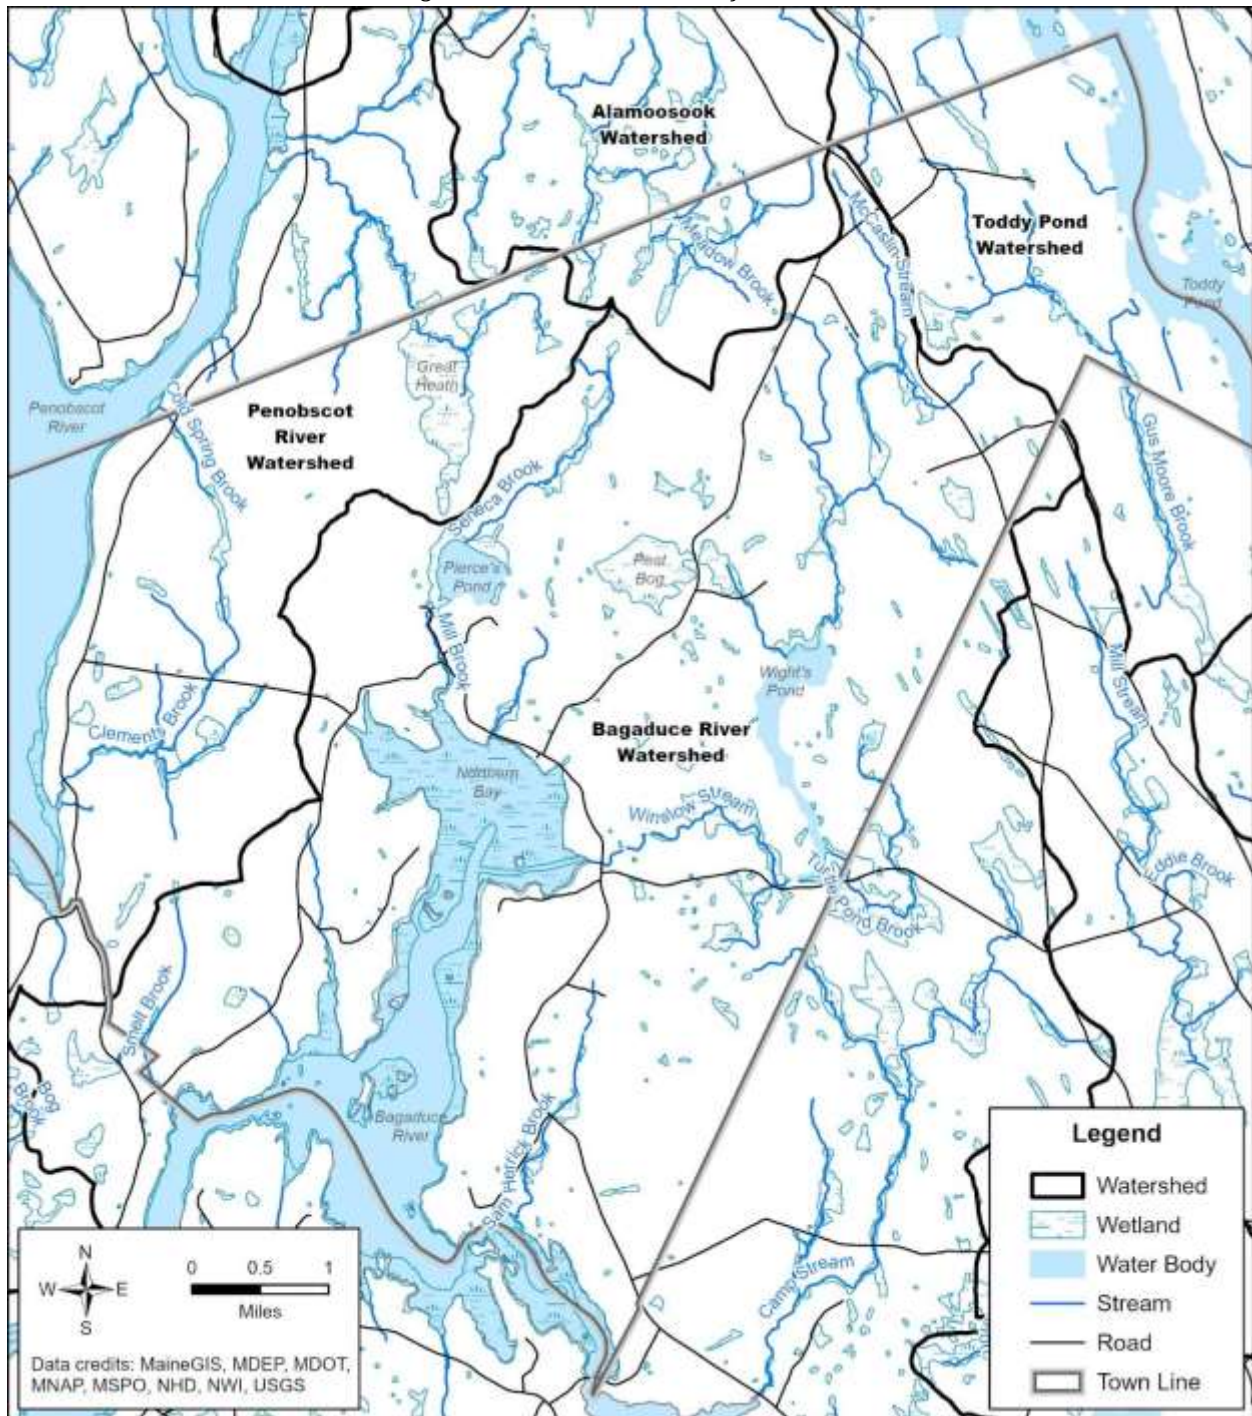 Alamoosook
Watershed
McCaslin Stream
Toddy Pond
Watershed
Meadow Brook
Toddy
Pond
Great
Heath
Penobscot
River
Cold Spring Brook
Penobscot
River
Watershed
Gus Moore Brook
Seneca Brook
Pierce's
Pond
Peat
Bog
Mill Brook
Wight's
Pond
Mill Stream
Clements Brook
Bagaduce River
Watershed
Northern
Bay
Winslow Stream
Turtle Pond Brook
Eddie Brook
Smell Brook
Bog
Brook
Bagaduce
River
Sam Herrick Brook
Camp Stream
Legend
Watershed
Wetland
Water Body
Stream
Road
Town Line
N
W
E
S
0 0.5 1
Miles
Data credits: MaineGIS, MDEP, MDOT,
MNAP, MSPO, NHD, NWI, USGS